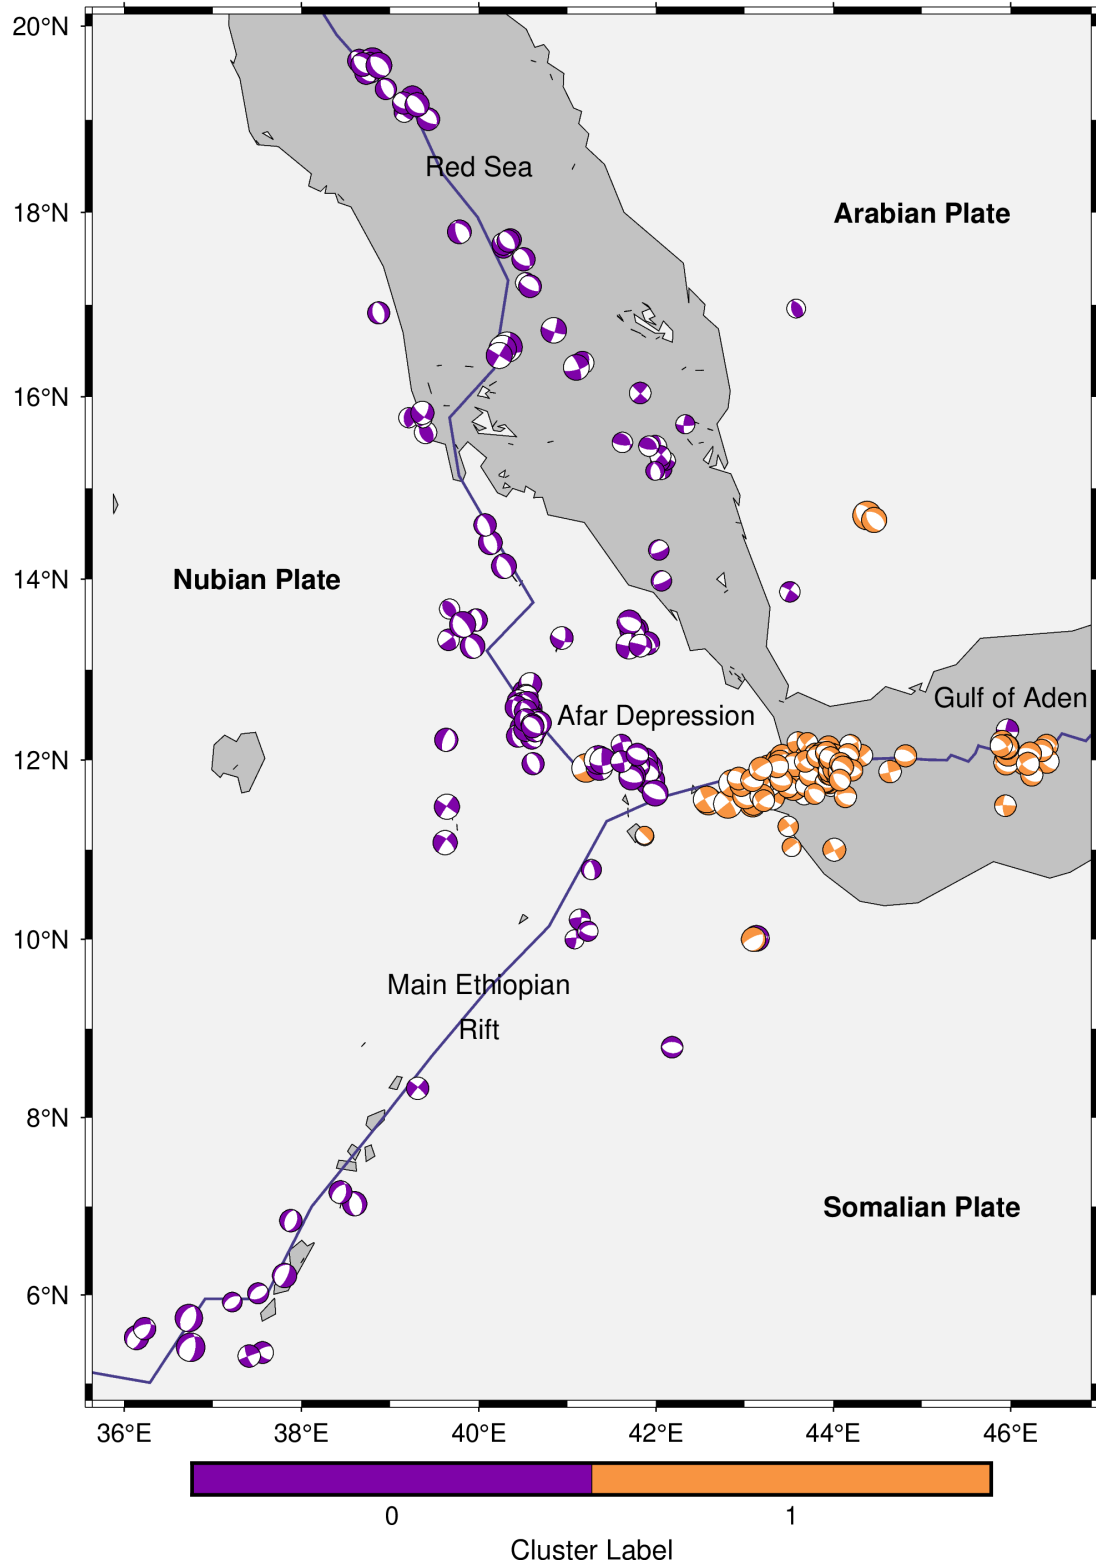 20°N
Red Sea
18°N
Arabian Plate
16°N
14°N
Nubian Plate
Gulf of Aden
Afar Depression
12°N
10°N
Main Ethiopian
Rift
8°N
Somalian Plate
6°N
36°E 38°E 40°E 42°E 44°E 46°E
0 1
Cluster Label